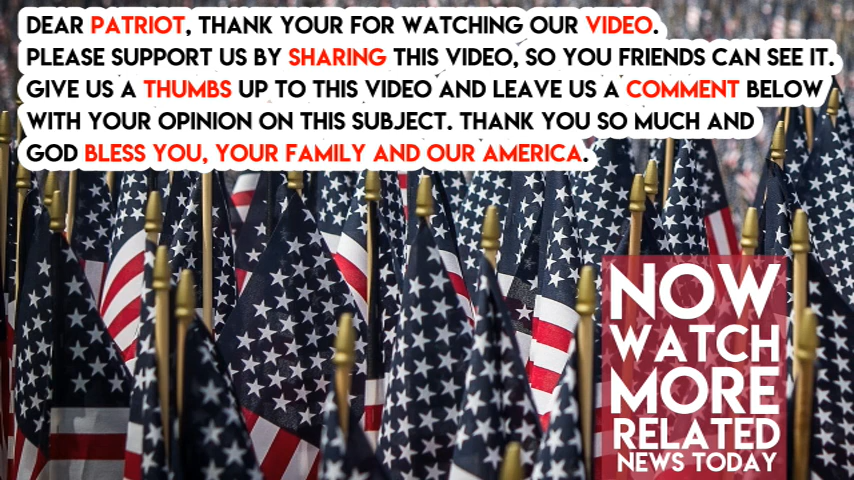 DEAR PATRIOT, THANK YOUR FOR WATCHING OUR VIDEO.
PLEASE SUPPORT US BY SHARING THIS VIDEO, SO YOU FRIENDS CAN SEE IT.
GIVE US A THUMBS UP TO THIS VIDEO AND LEAVE US A COMMENT BELOW
WITH YOUR OPINION ON THIS SUBJECT. THANK YOU SO MUCH AND
GOD BLESS YOU, YOUR FAMILY AND OUR AMERICA.
NOW
WATCH
MORE
RELATED
NEWS TODAY